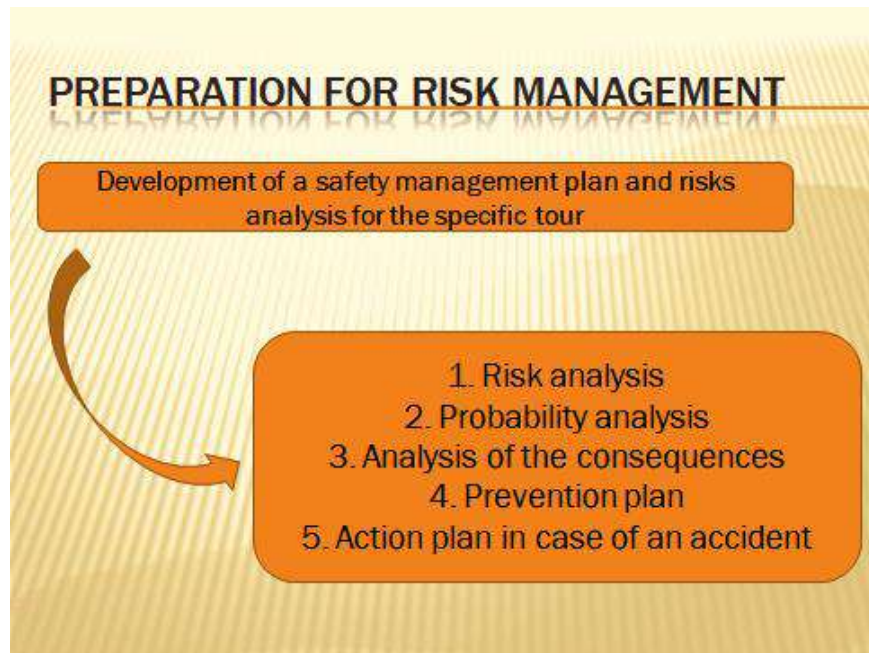 PREPARATION FOR RISK MANAGEMENT
Development of a safety management plan and risks
analysis for the specific tour
1. Risk analysis
2. Probability analysis
3. Analysis of the consequences
4. Prevention plan
5. Action plan in case of an accident